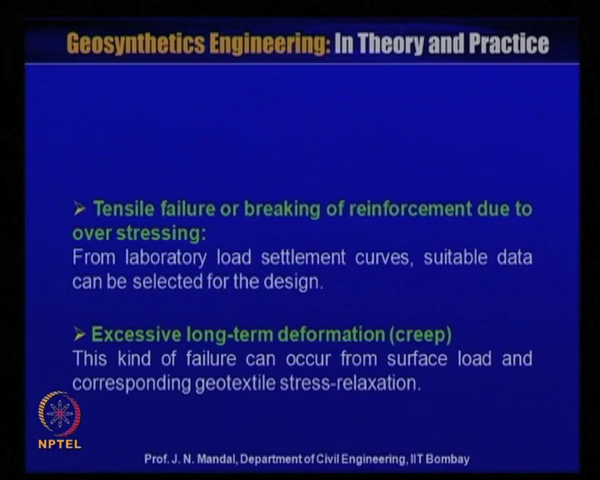 Geosynthetics Engineering: In Theory and Practice
➢ Tensile failure or breaking of reinforcement due to
over stressing:
From laboratory load settlement curves, suitable data
can be selected for the design.
➢ Excessive long-term deformation (creep)
This kind of failure can occur from surface load and
corresponding geotextile stress-relaxation.
NPTEL
Prof. J. N. Mandal, Department of Civil Engineering, IIT Bombay